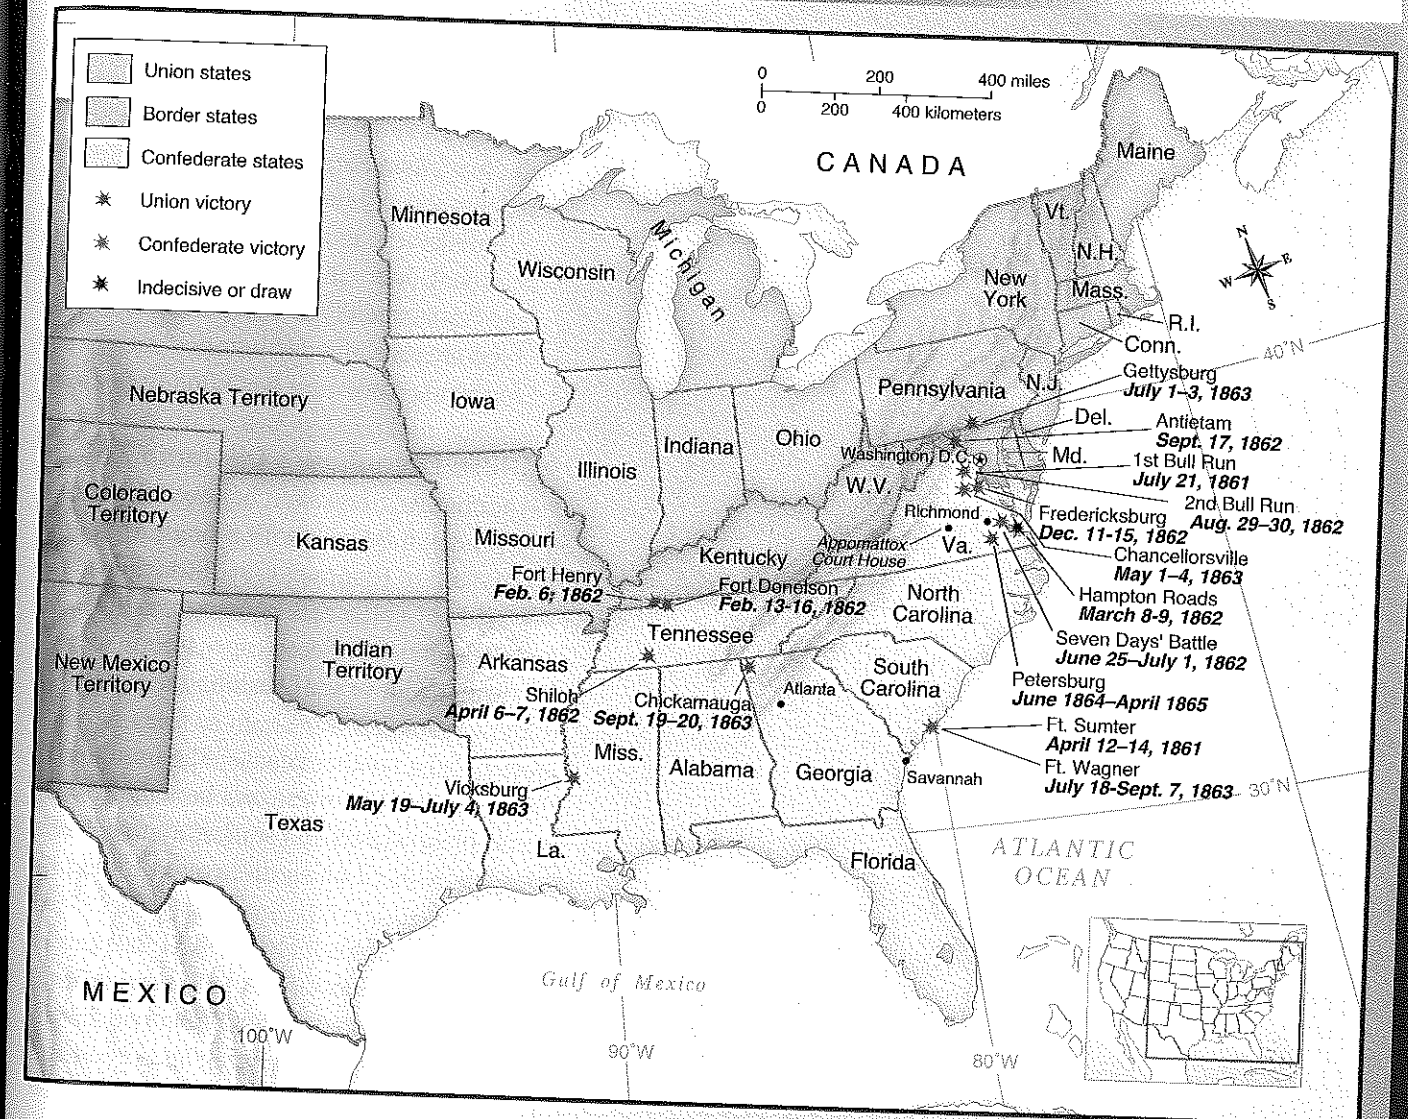 Union states
Border states
Confederate states
Union victory
Confederate victory
Indecisive or draw
0 200 400 miles
0 200 400 kilometers
CANADA
Maine
Minnesota
Vt.
N.H.
Michigan
Wisconsin
New
York
Mass.
N
E
W
S
R.I.
Conn.
40°N
Gettysburg
July 1–3, 1863
Nebraska Territory
Iowa
Pennsylvania
N.J.
Del.
Antietam
Sept. 17, 1862
Illinois
Indiana
Ohio
Washington, D.C.
Md.
1st Bull Run
July 21, 1861
W.V.
2nd Bull Run
Aug. 29–30, 1862
Colorado
Territory
Kansas
Missouri
Kentucky
Richmond
Fredericksburg
Dec. 11-15, 1862
Appomattox
Court House
Va.
Chancellorsville
May 1–4, 1863
Fort Henry
Feb. 6, 1862
Fort Donelson
Feb. 13-16, 1862
North
Carolina
Hampton Roads
March 8-9, 1862
Tennessee
Seven Days' Battle
June 25–July 1, 1862
New Mexico
Territory
Indian
Territory
Arkansas
South
Carolina
Petersburg
June 1864–April 1865
Shiloh
April 6–7, 1862
Chickamauga
Sept. 19–20, 1863
Atlanta
Ft. Sumter
April 12–14, 1861
Miss.
Alabama
Georgia
Savannah
Ft. Wagner
July 18-Sept. 7, 1863
30°N
Vicksburg
May 19–July 4, 1863
Texas
La.
Florida
ATLANTIC
OCEAN
Gulf of Mexico
MEXICO
100°W
90°W
80°W